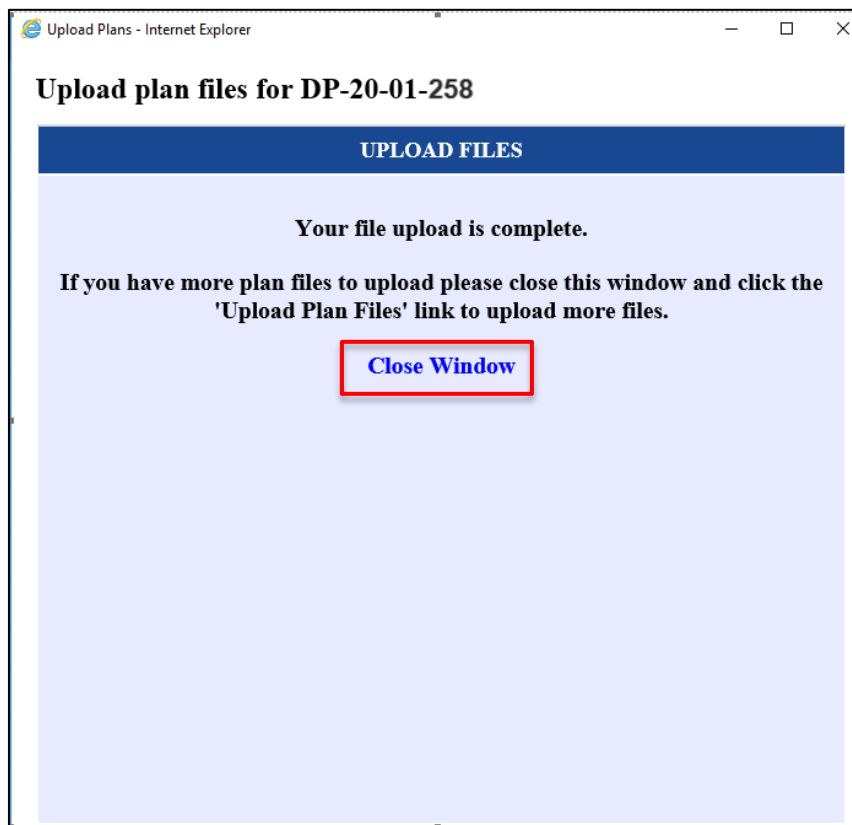 Upload Plans - Internet Explorer
Upload plan files for DP-20-01-258
UPLOAD FILES
Your file upload is complete.
If you have more plan files to upload please close this window and click the
'Upload Plan Files' link to upload more files.
Close Window